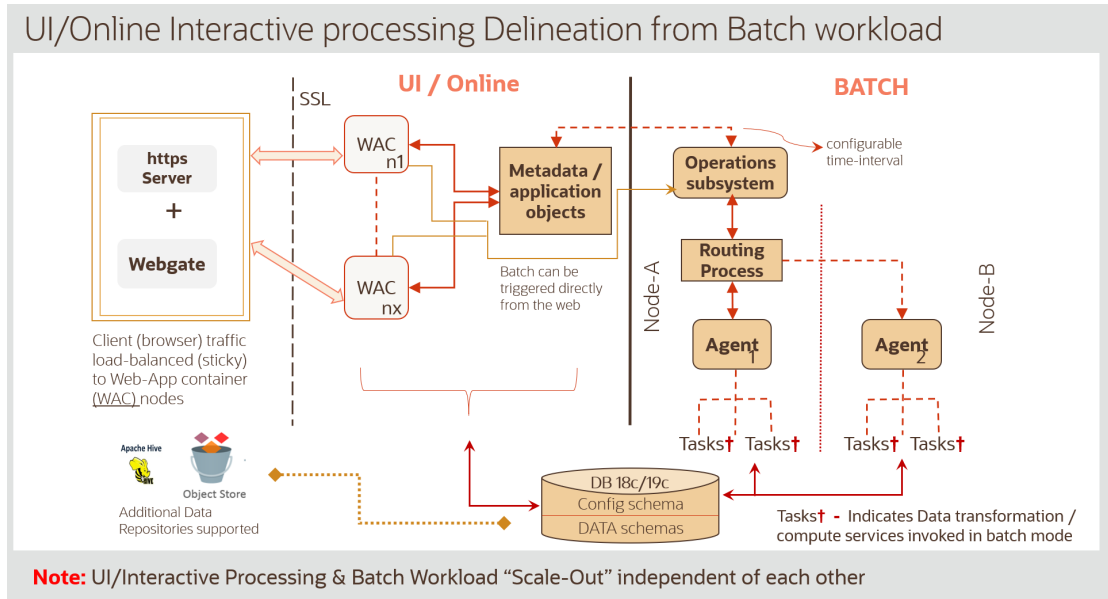 UI/Online Interactive processing Delineation from Batch workload
UI / Online
BATCH
SSL
https
Server
+
Webgate
WAC
n1
WAC
nx
Metadata /
application
objects
Batch can be
triggered directly
from the web
configurable
time-interval
Operations
subsystem
Routing
Process
Node-A
Node-B
Agent
1
Agent
2
Tasks†
Tasks†
Tasks†
Tasks†
Client (browser) traffic
load-balanced (sticky)
to Web-App container
(WAC) nodes
Apache Hive
HIVE
Object Store
Additional Data
Repositories supported
DB 18c/19c
Config schema
DATA schemas
Tasks† - Indicates Data transformation /
compute services invoked in batch mode
Note: UI/Interactive Processing & Batch Workload “Scale-Out” independent of each other